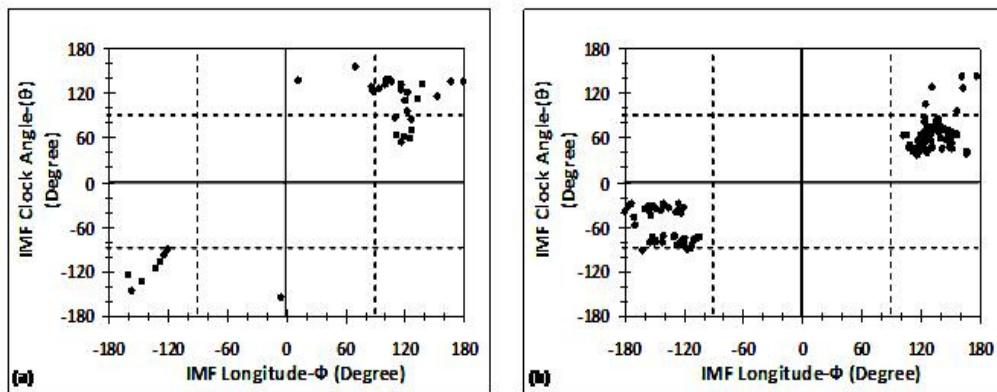 180
120
60
0
-60
-120
-180
IMF Clock Angle-(θ)
(Degree)
-180 -120 -60 0 60 120 180
IMF Longitude-Φ (Degree)
(a)
180
120
60
0
-60
-120
-180
IMF Clock Angle-(θ)
(Degree)
-180 -120 -60 0 60 120 180
IMF Longitude-Φ (Degree)
(b)